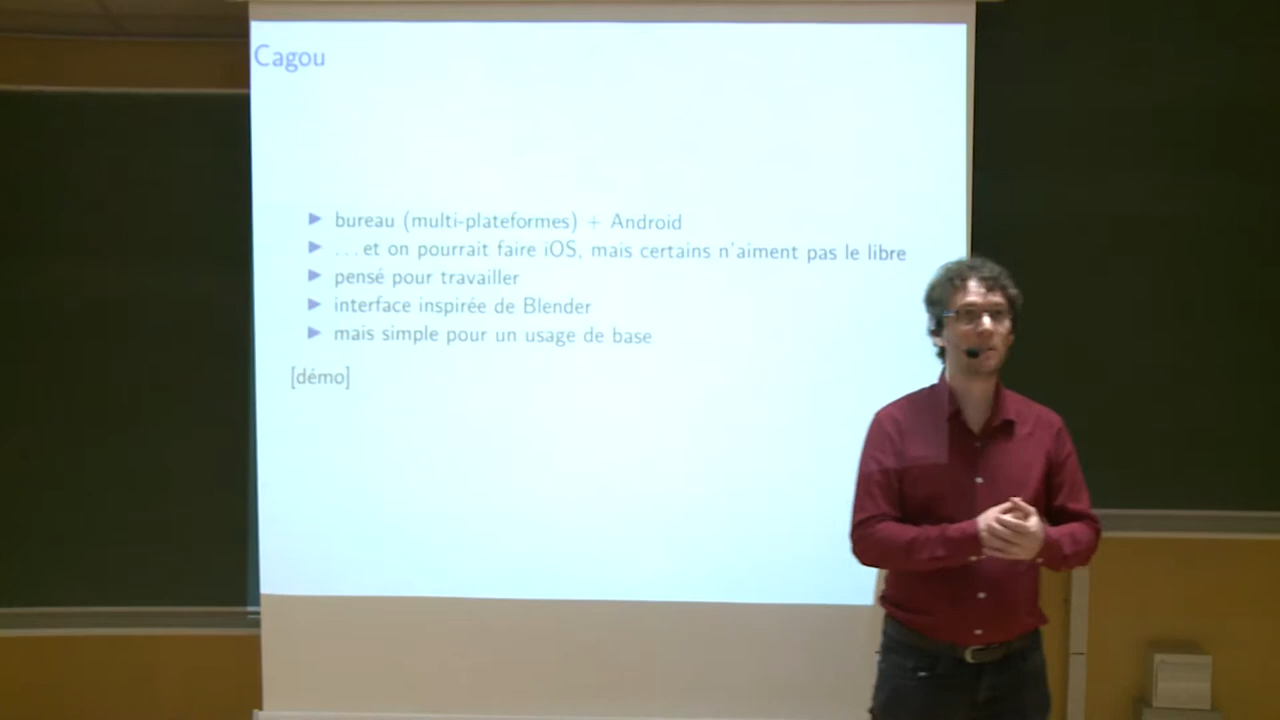 Cagou
bureau (multi-plateformes) + Android
...et on pourrait faire iOS, mais certains n'aiment pas le libre
pensé pour travailler
interface inspirée de Blender
mais simple pour un usage de base
[démo]